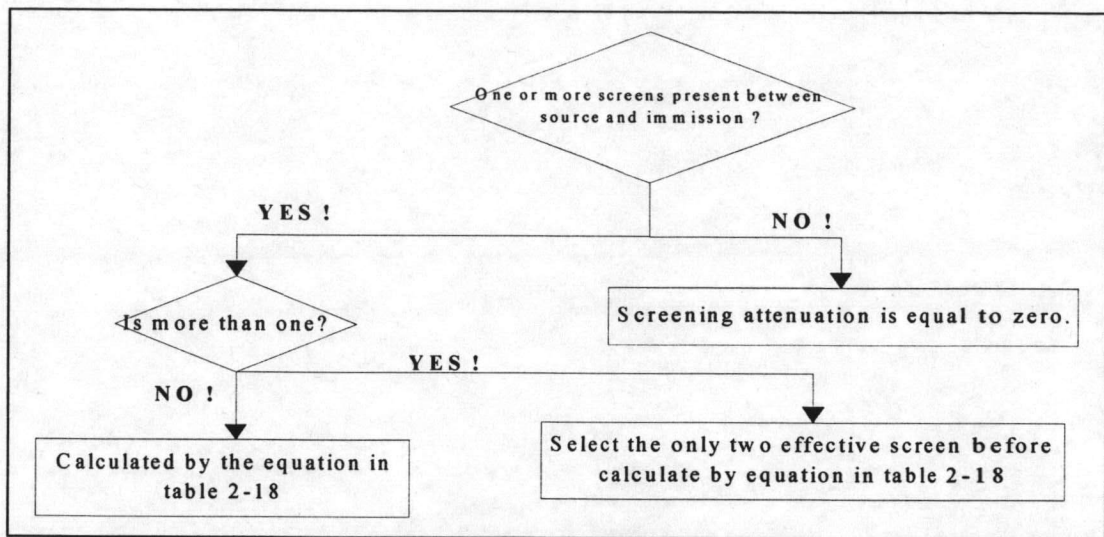 One or more screens present between
source and immission ?
YES !
NO !
Is more than one?
Screening attenuation is equal to zero.
YES !
NO !
Calculated by the equation in
table 2-18
Select the only two effective screen before
calculate by equation in table 2-18